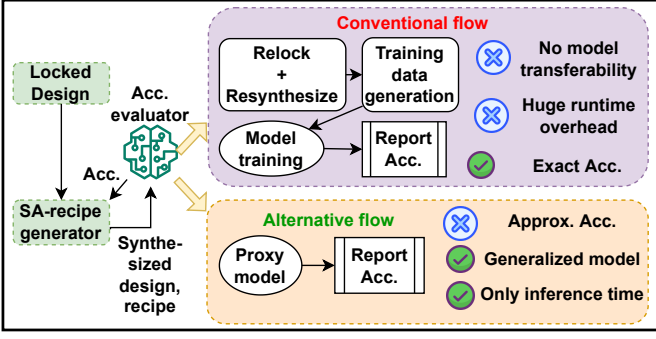 Locked
Design
Acc.
evaluator
Acc.
SA-recipe
generator
Synthe-
sized
design,
recipe
Conventional flow
Relock
+
Resynthesize
Training
data
generation
Model
training
Report
Acc.
No model
transferability
Huge runtime
overhead
Exact Acc.
Alternative flow
Proxy
model
Report
Acc.
Approx. Acc.
Generalized model
Only inference time